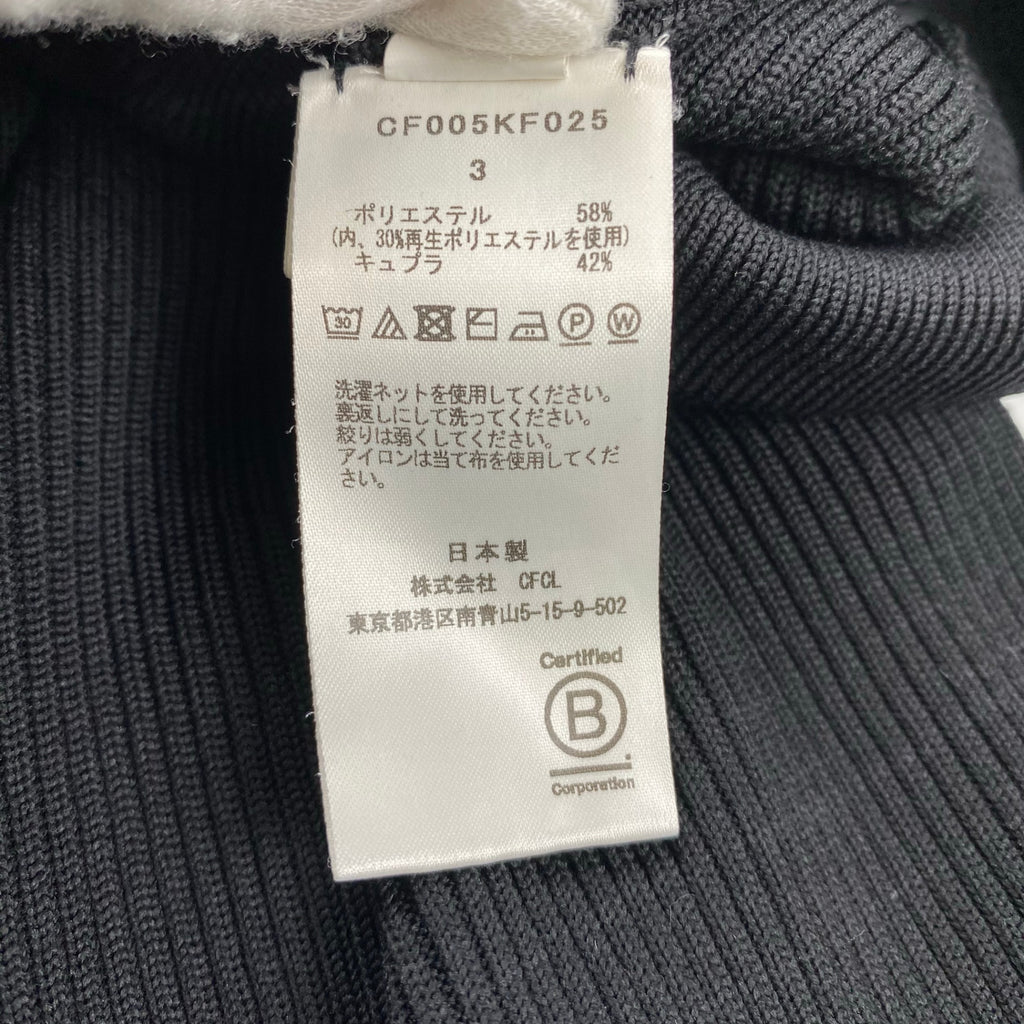 CF005KF025
3
ポリエステル 58%
(内、30%再生ポリエステルを使用)
キュプラ 42%
30 P W
洗濯ネットを使用してください。
裏返しにして洗ってください。
絞りは弱くしてください。
アイロンは当て布を使用してくだ
さい。
日本製
株式会社 CFCL
東京都港区南青山5-15-9-502
Certified
B
Corporation